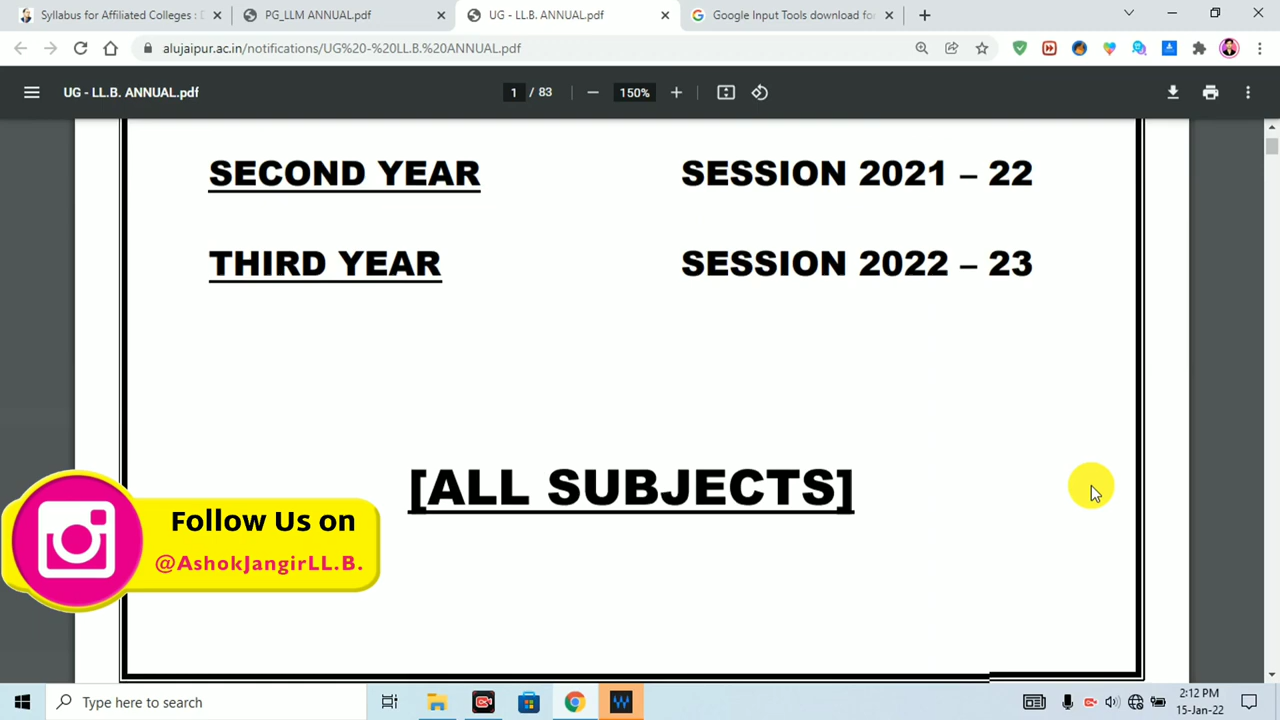 Syllabus for Affiliated Colleges : D
PG_LLM ANNUAL.pdf
UG - LL.B. ANNUAL.pdf
Google Input Tools download for
alujaipur.ac.in/notifications/UG%20-%20LL.B.%20ANNUAL.pdf
UG - LL.B. ANNUAL.pdf
1 / 83
150%
SECOND YEAR SESSION 2021 – 22
THIRD YEAR SESSION 2022 – 23
[ALL SUBJECTS]
Follow Us on
@AshokJangirLL.B.
Type here to search
2:12 PM
15-Jan-22